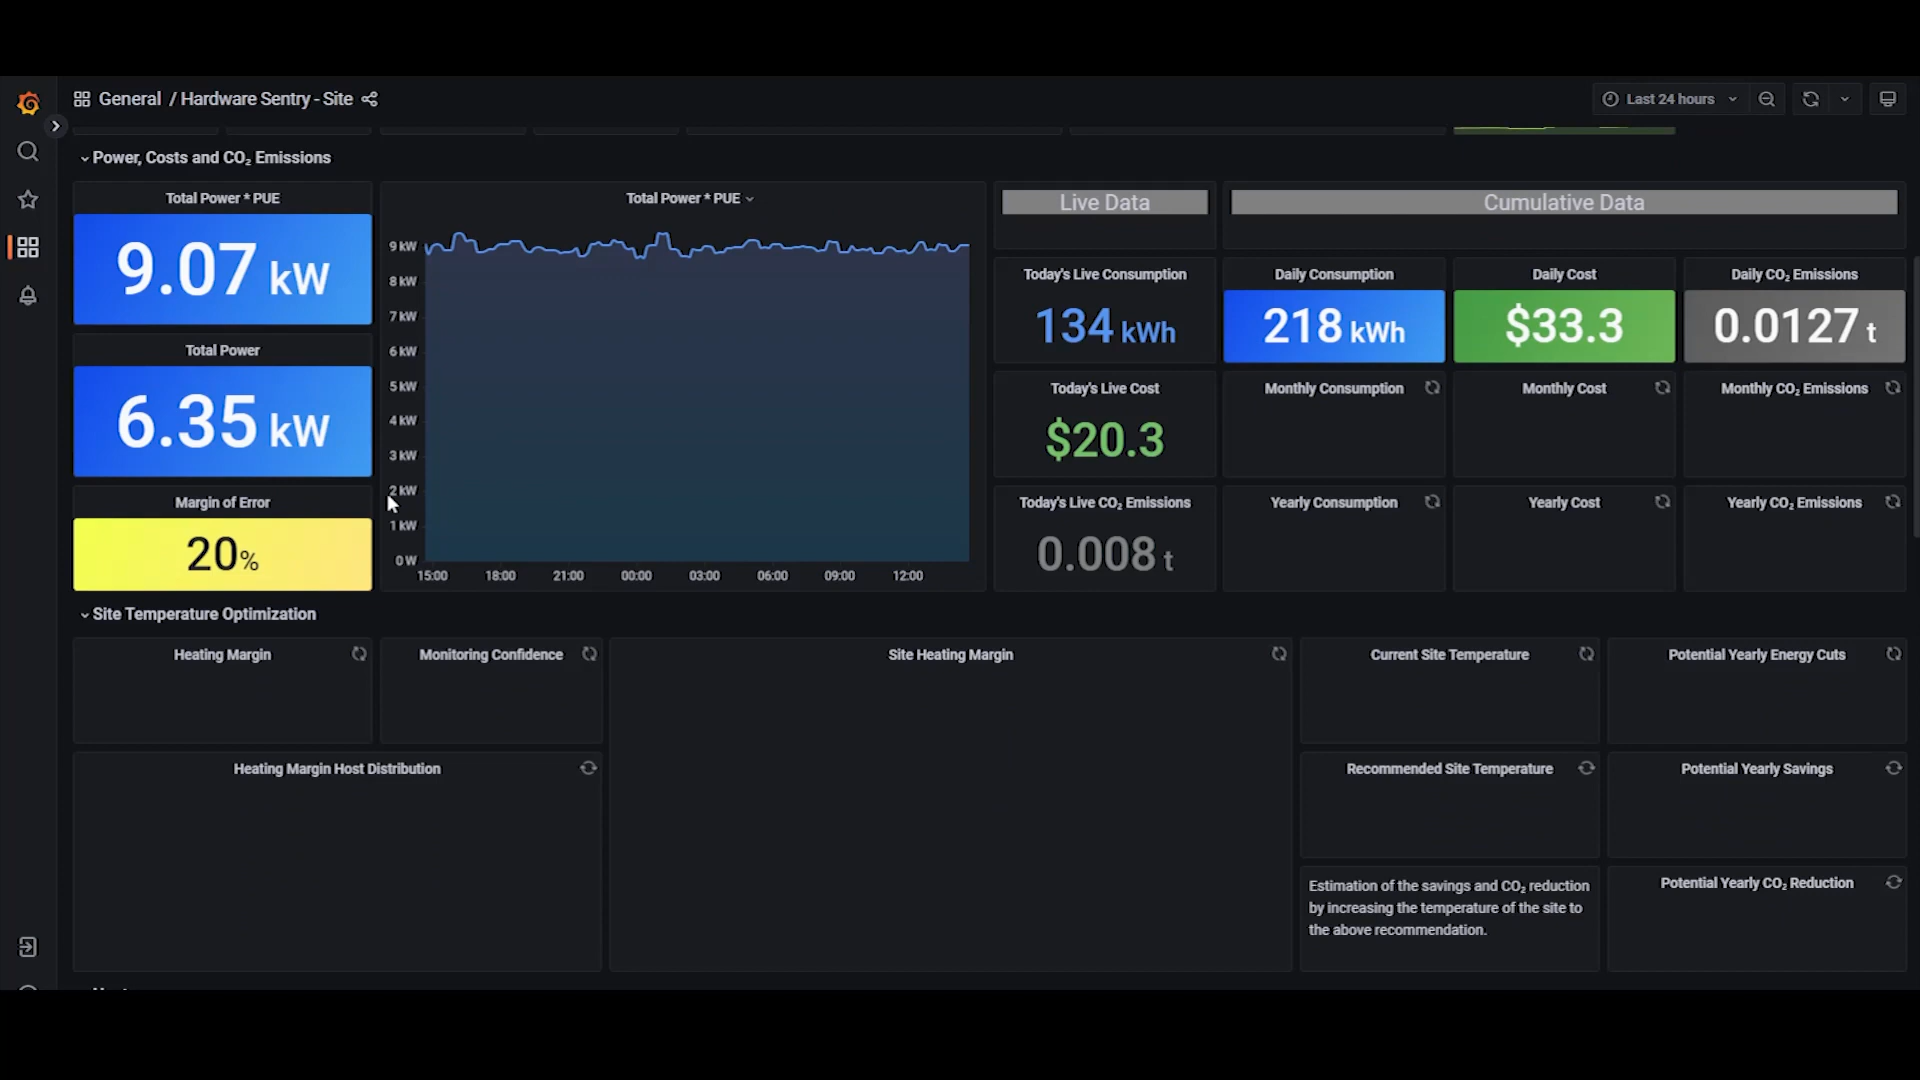 General / Hardware Sentry - Site
Last 24 hours
Power, Costs and CO₂ Emissions
Total Power * PUE
9.07 kW
Total Power
6.35 kW
Margin of Error
20%
Total Power * PUE
9 kW
8 kW
7 kW
6 kW
5 kW
4 kW
3 kW
2 kW
1 kW
0 W
15:00 18:00 21:00 00:00 03:00 06:00 09:00 12:00
Live Data
Today's Live Consumption
134 kWh
Today's Live Cost
$20.3
Today's Live CO₂ Emissions
0.008 t
Cumulative Data
Daily Consumption
218 kWh
Daily Cost
$33.3
Daily CO₂ Emissions
0.0127 t
Monthly Consumption
Monthly Cost
Monthly CO₂ Emissions
Yearly Consumption
Yearly Cost
Yearly CO₂ Emissions
Site Temperature Optimization
Heating Margin
Monitoring Confidence
Site Heating Margin
Current Site Temperature
Potential Yearly Energy Cuts
Heating Margin Host Distribution
Recommended Site Temperature
Potential Yearly Savings
Estimation of the savings and CO₂ reduction
by increasing the temperature of the site to
the above recommendation.
Potential Yearly CO₂ Reduction